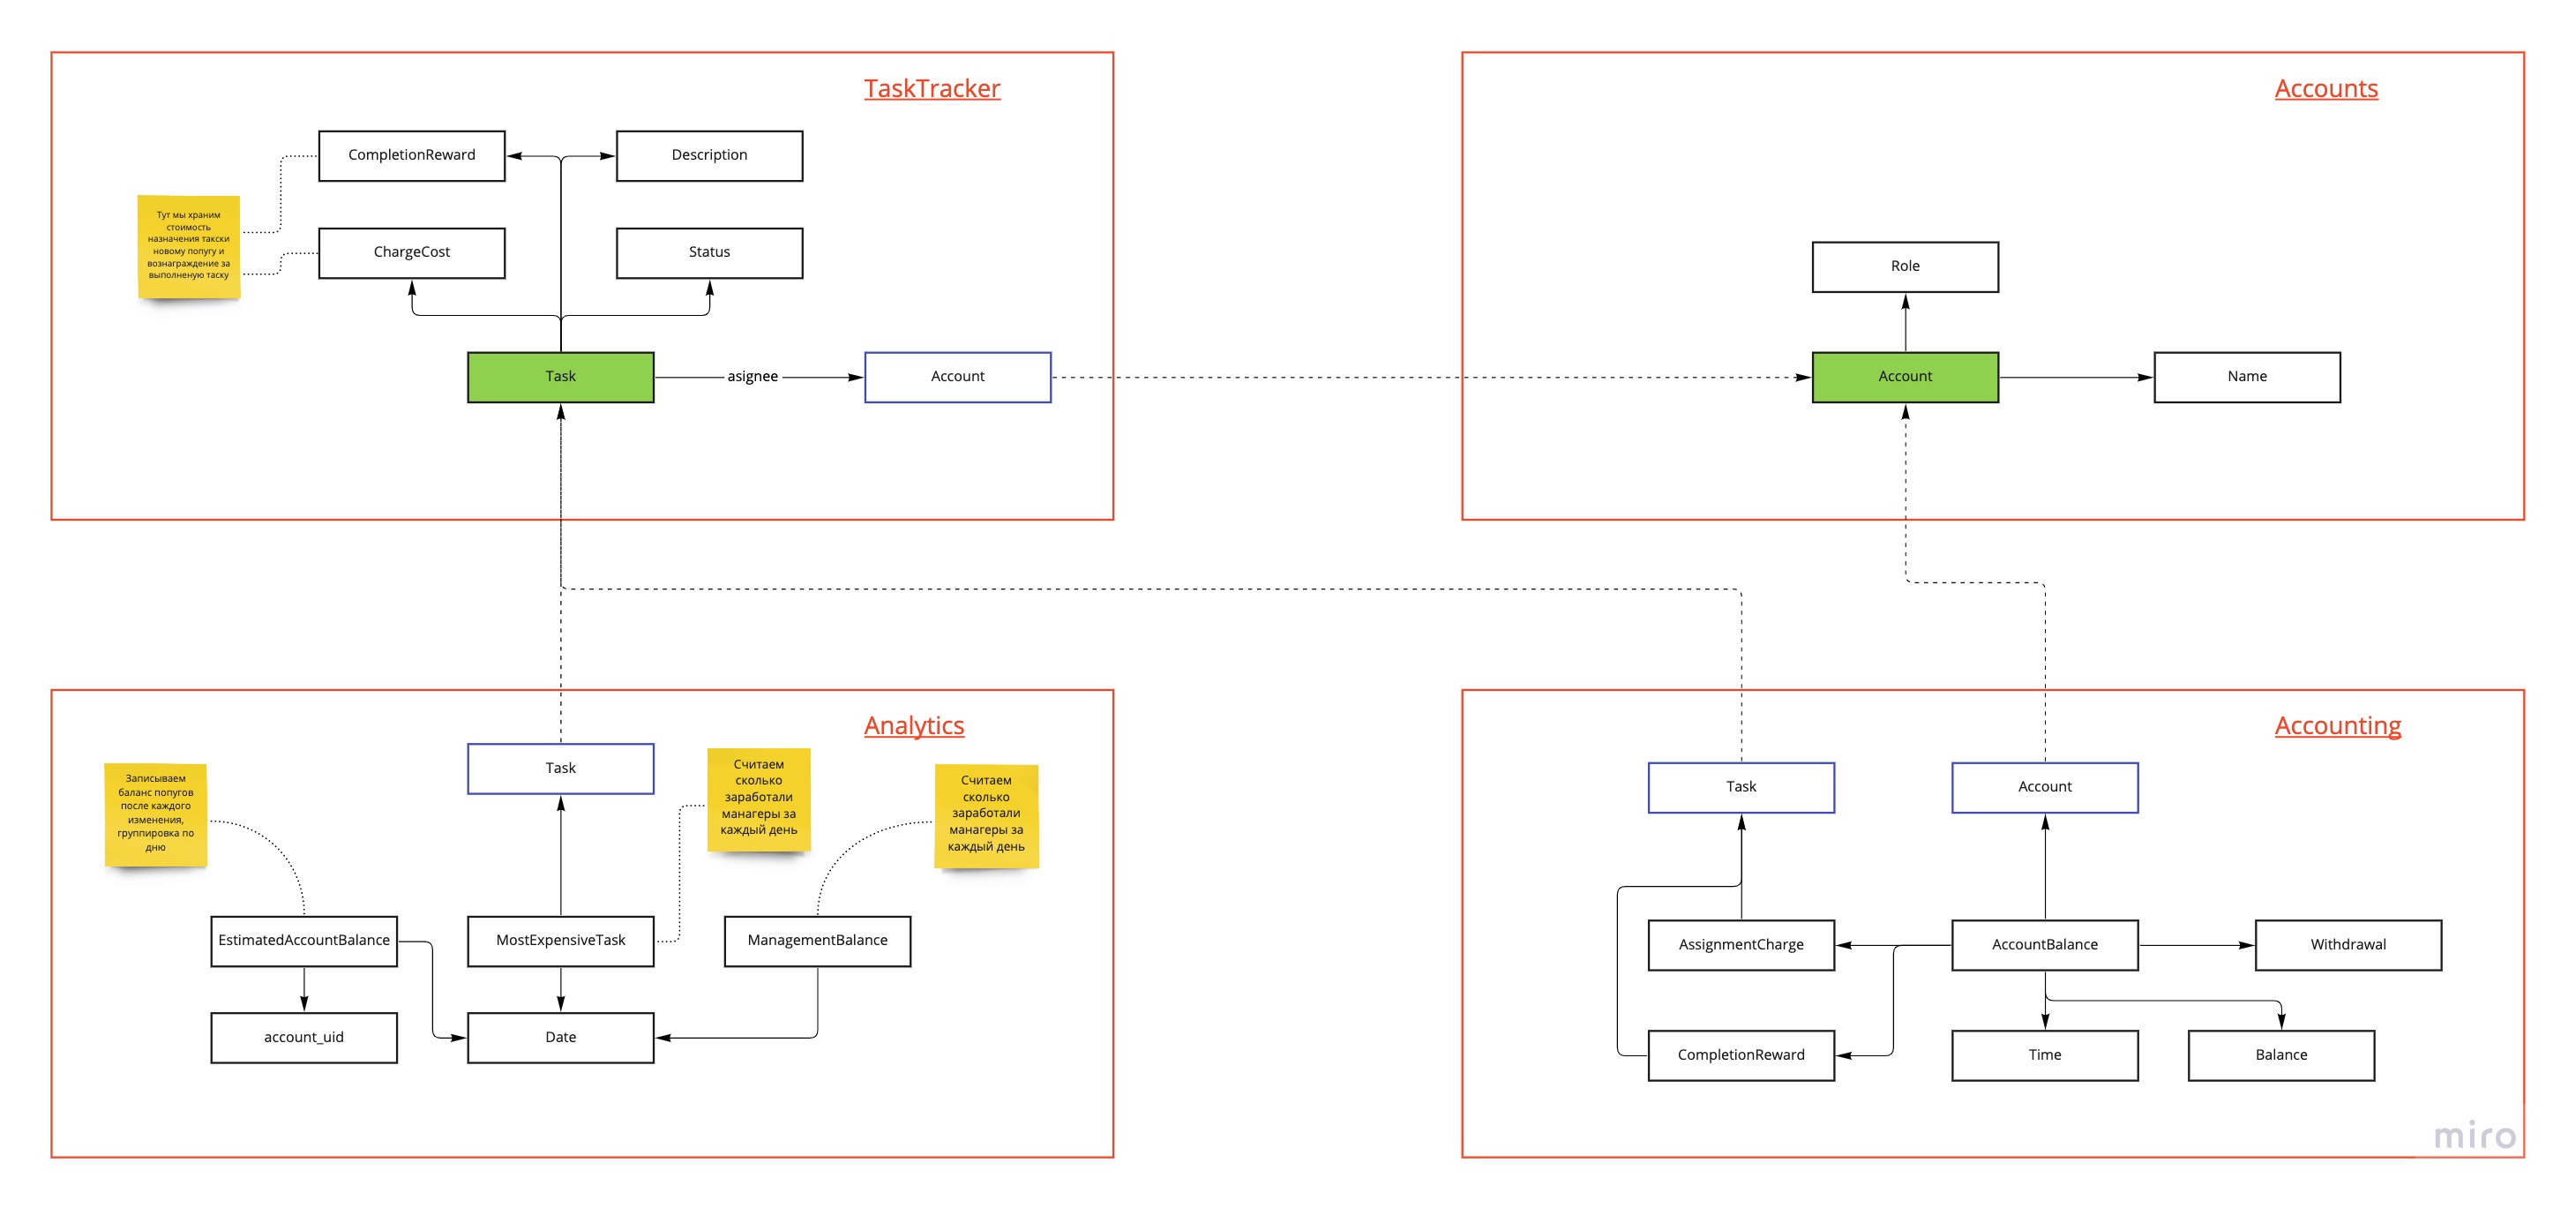 TaskTracker
CompletionReward
Description
Тут мы храним
стоимость
назначения такски
новому попугу и
вознаграждение за
выполненую таску
ChargeCost
Status
Task
asignee
Account
Accounts
Role
Account
Name
Analytics
Task
Записываем
баланс попугов
после каждого
изменения,
группировка по
дню
Считаем
сколько
заработали
манагеры за
каждый день
Считаем
сколько
заработали
манагеры за
каждый день
EstimatedAccountBalance
MostExpensiveTask
ManagementBalance
account_uid
Date
Accounting
Task
Account
AssignmentCharge
AccountBalance
Withdrawal
CompletionReward
Time
Balance
miro